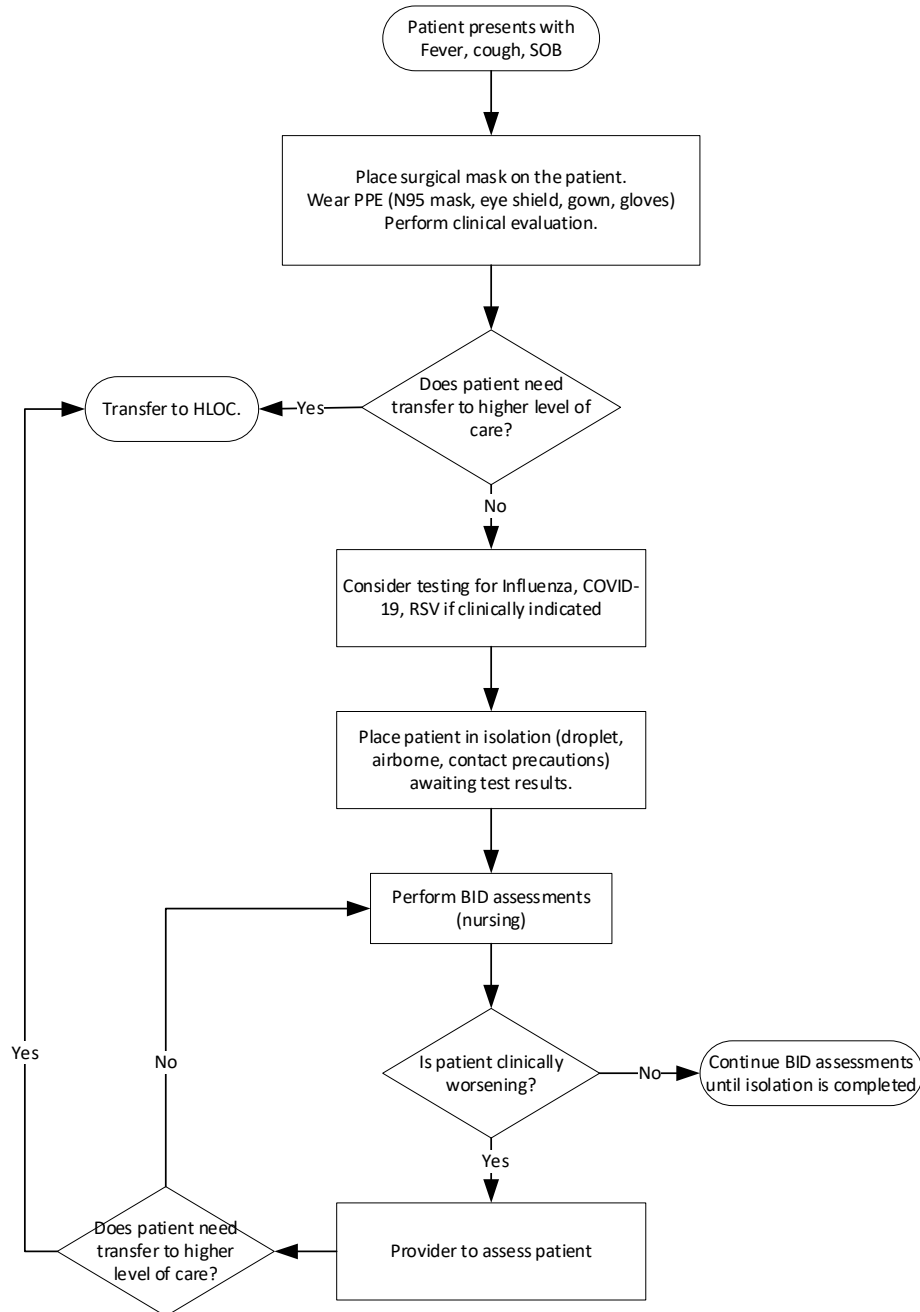 Patient presents with
Fever, cough, SOB
Place surgical mask on the patient.
Wear PPE (N95 mask, eye shield, gown, gloves)
Perform clinical evaluation.
Does patient need
transfer to higher level of
care?
Yes
Transfer to HLOC.
No
Consider testing for Influenza, COVID-
19, RSV if clinically indicated
Place patient in isolation (droplet,
airborne, contact precautions)
awaiting test results.
Perform BID assessments
(nursing)
Is patient clinically
worsening?
No
Continue BID assessments
until isolation is completed
Yes
Provider to assess patient
Does patient need
transfer to higher
level of care?
No
Yes